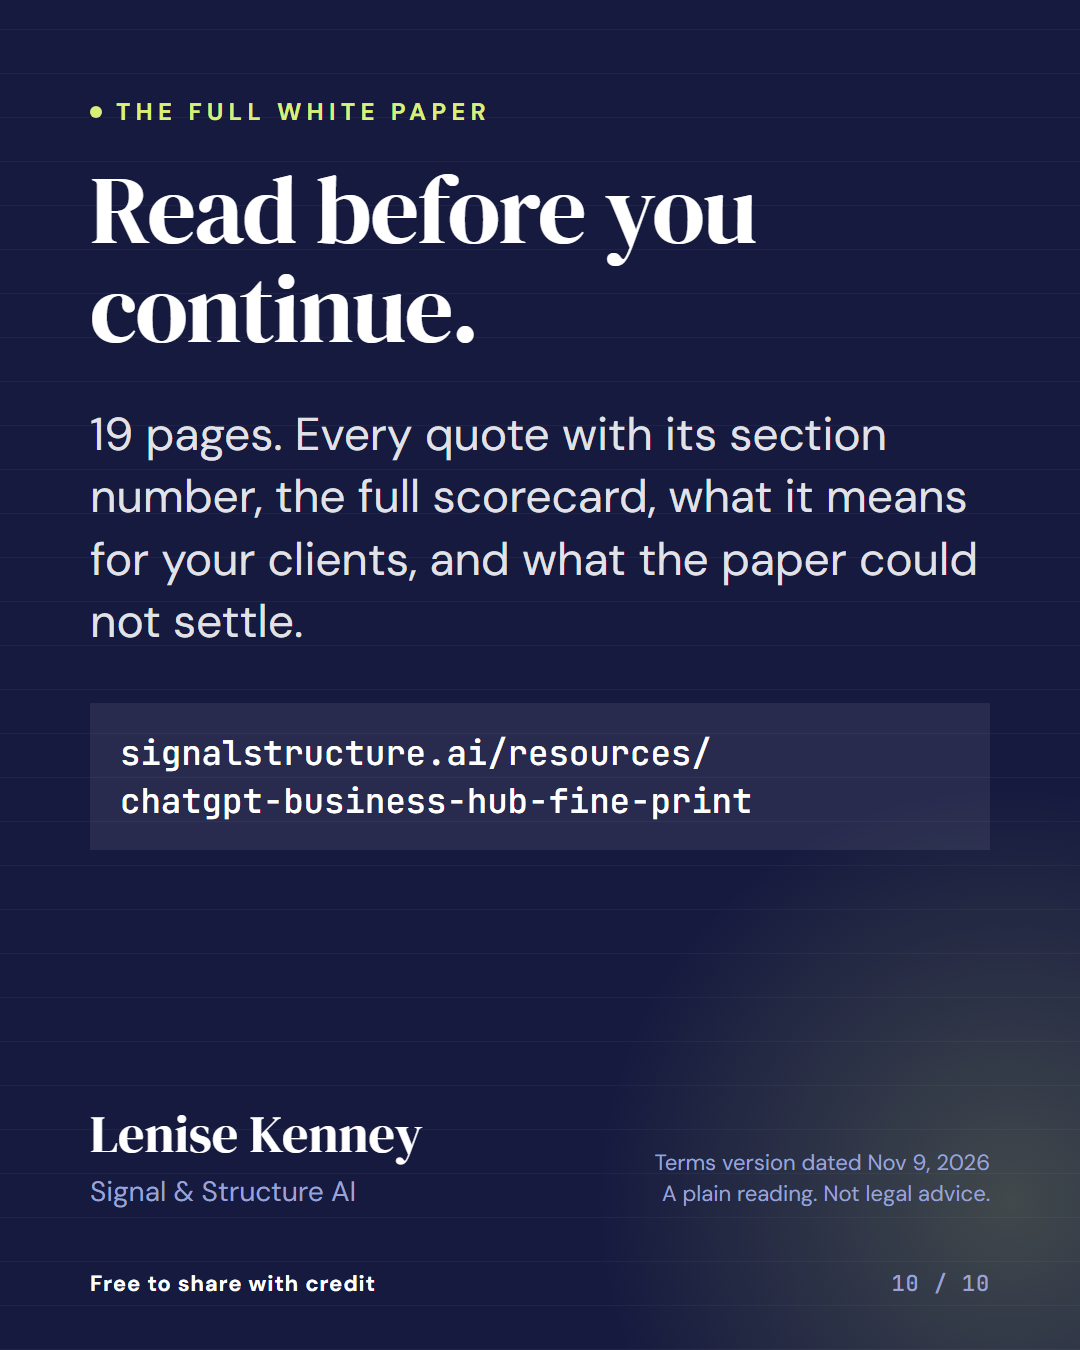 THE FULL WHITE PAPER
Read before you
continue.
19 pages. Every quote with its section
number, the full scorecard, what it means
for your clients, and what the paper could
not settle.
signalstructure.ai/resources/
chatgpt-business-hub-fine-print
Lenise Kenney
Signal & Structure AI
Terms version dated Nov 9, 2026
A plain reading. Not legal advice.
Free to share with credit
10 / 10